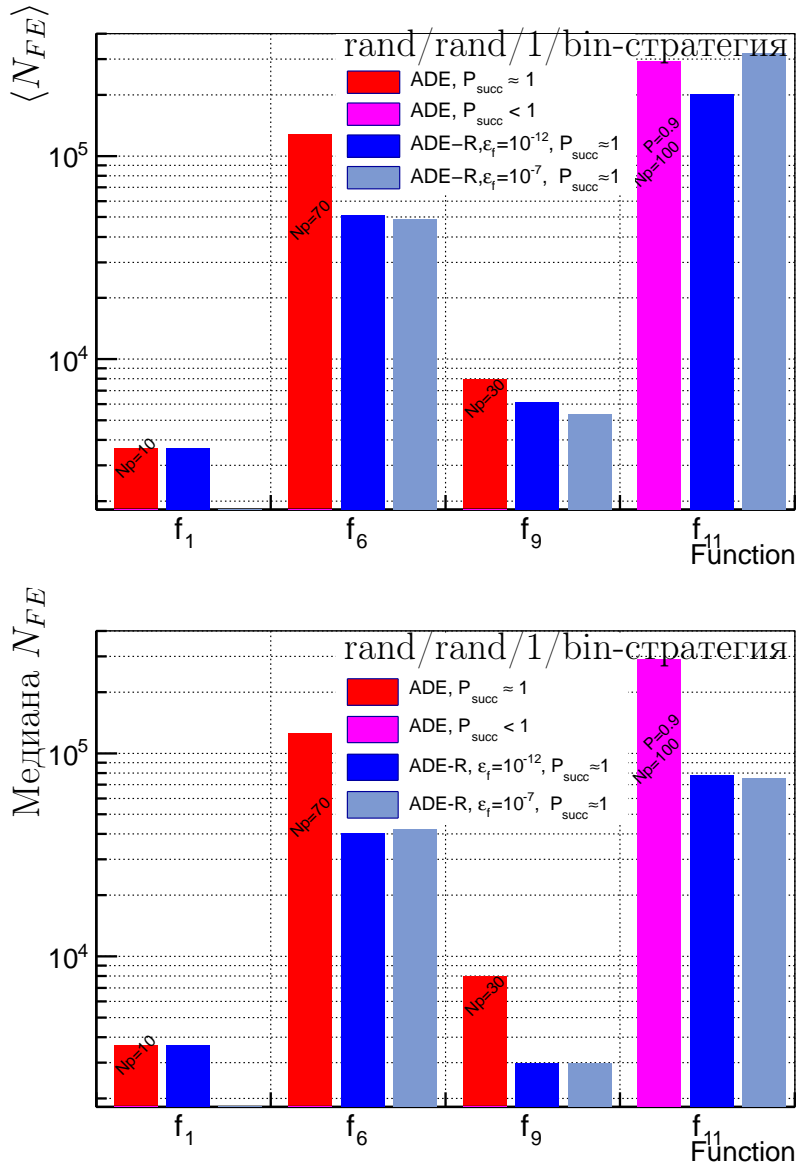 ⟨N_FE⟩
rand/rand/1/bin-стратегия
ADE, P_succ ≈ 1
ADE, P_succ < 1
ADE−R,ε_f=10^-12, P_succ≈1
ADE−R,ε_f=10^-7, P_succ≈1
10^5
10^4
Np=10
Np=70
Np=30
P=0.9
Np=100
f_1
f_6
f_9
f_11
Function
Медиана N_FE
rand/rand/1/bin-стратегия
ADE, P_succ ≈ 1
ADE, P_succ < 1
ADE-R, ε_f=10^-12, P_succ≈1
ADE-R, ε_f=10^-7, P_succ≈1
10^5
10^4
Np=10
Np=70
Np=30
P=0.9
Np=100
f_1
f_6
f_9
f_11
Function